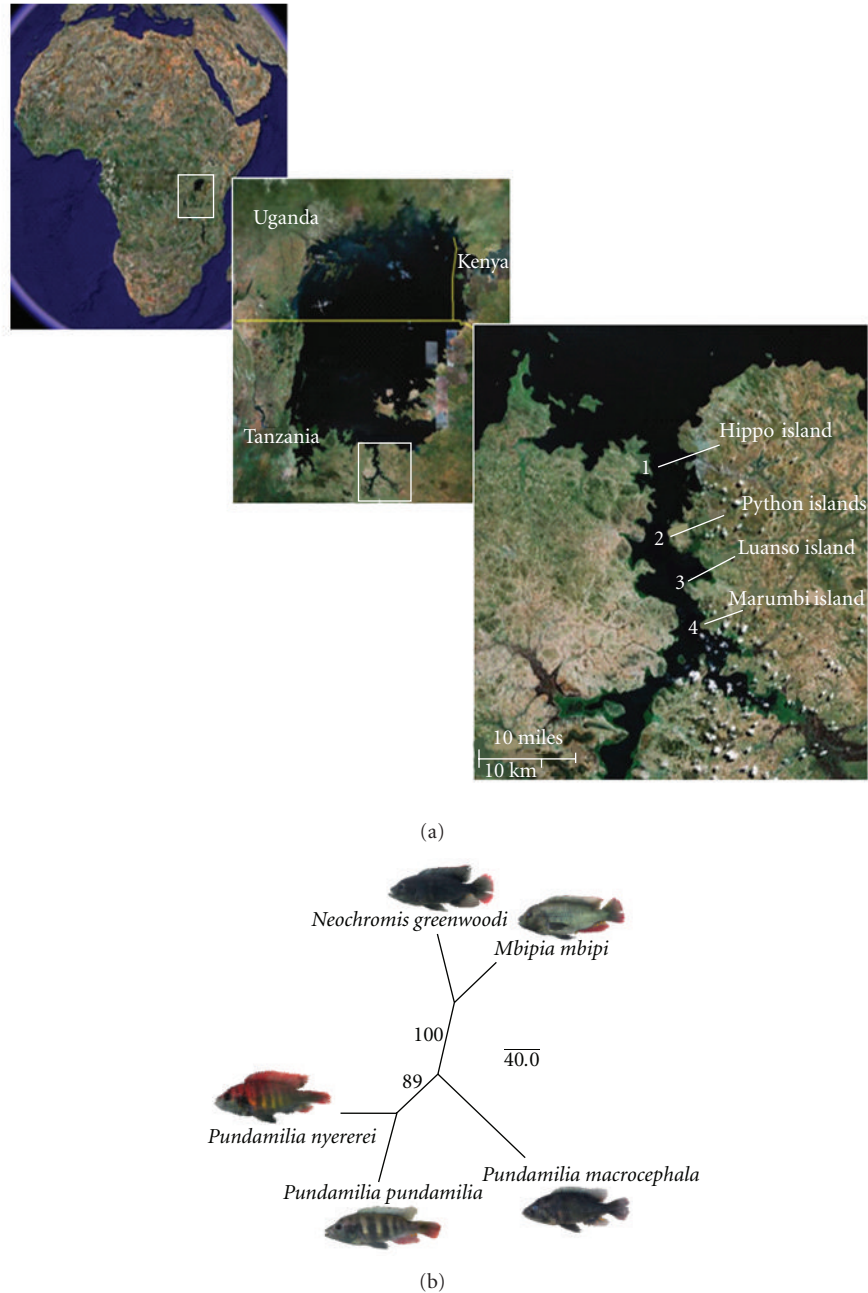 Uganda
Kenya
Tanzania
Hippo island
1
Python islands
2
Luanso island
3
Marumbi island
4
10 miles
10 km
(a)
Neochromis greenwoodi
Mbipia mbipi
100
40.0
89
Pundamilia nyererei
Pundamilia macrocephala
Pundamilia pundamilia
(b)